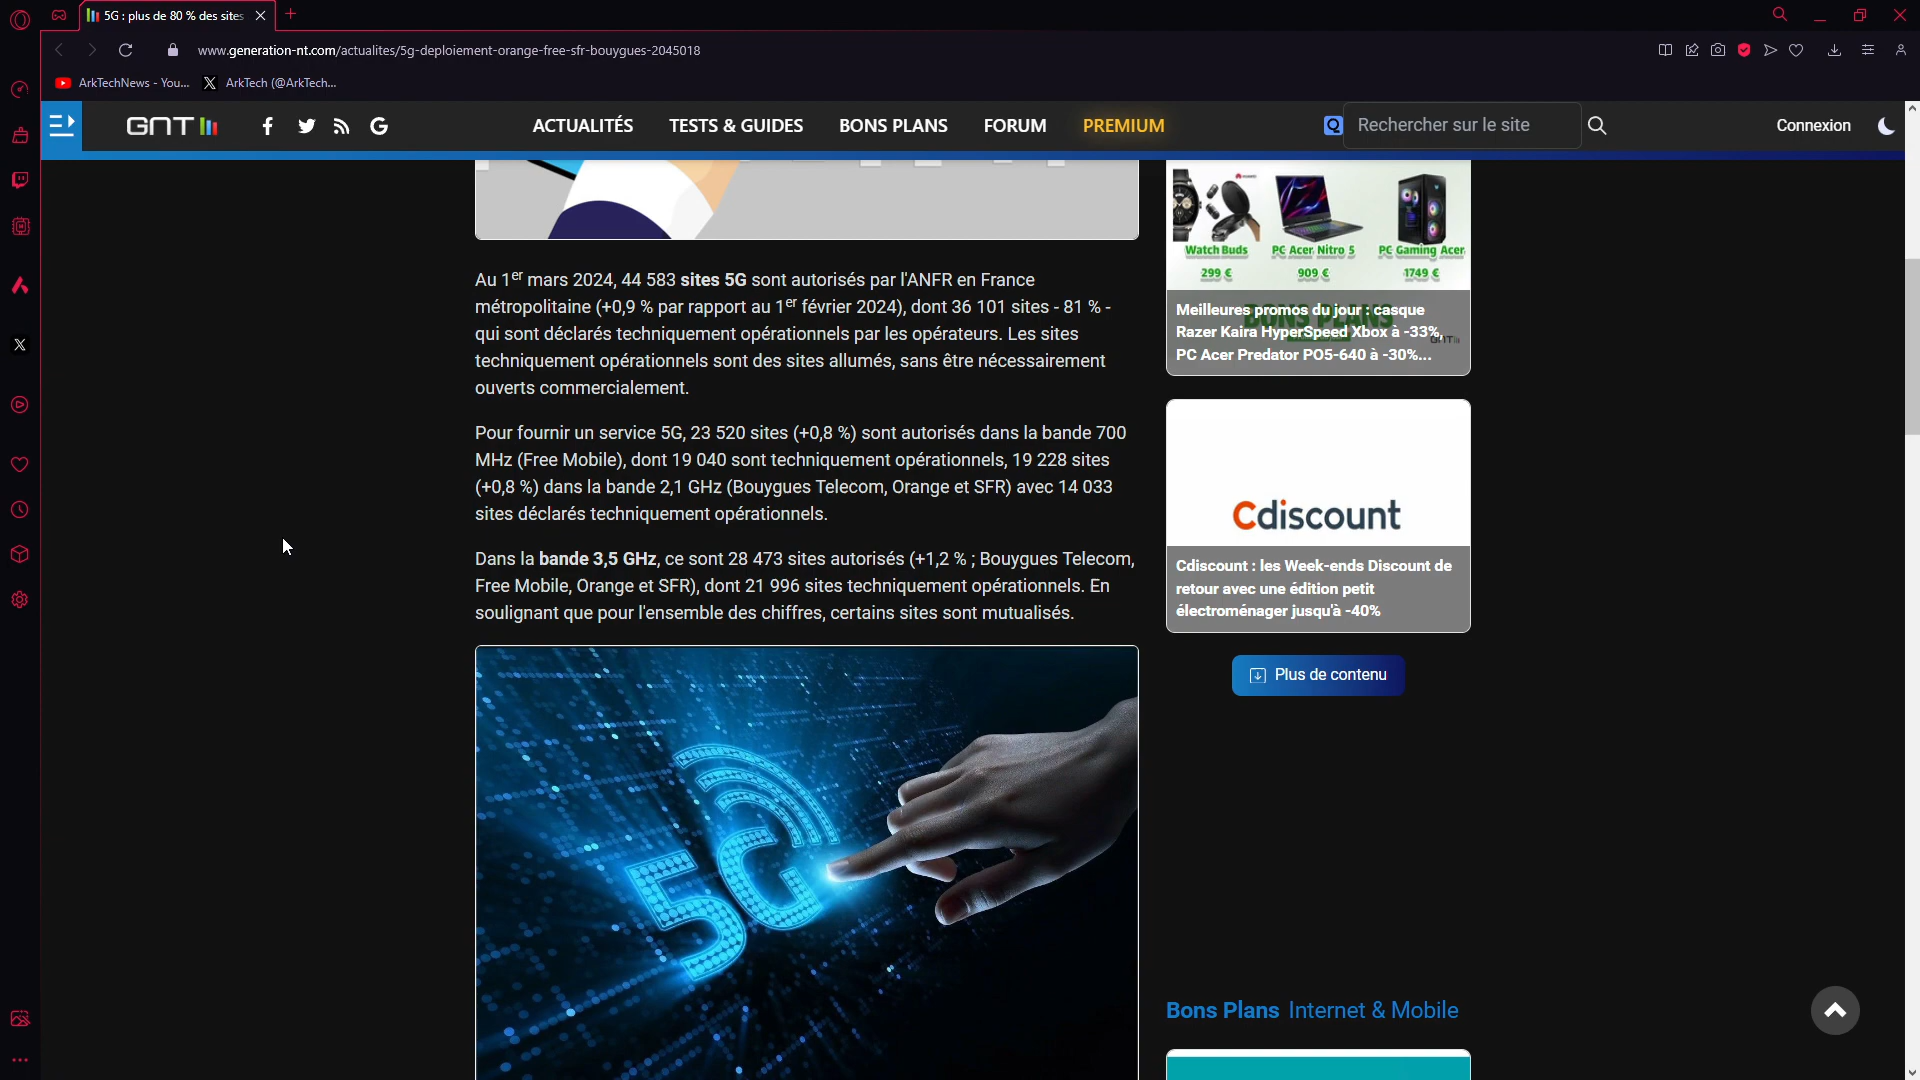 5G : plus de 80 % des sites
www.generation-nt.com/actualites/5g-deploiement-orange-free-sfr-bouygues-2045018
ArkTechNews - You...
ArkTech (@ArkTech...
GNT
ACTUALITÉS
TESTS & GUIDES
BONS PLANS
FORUM
PREMIUM
Rechercher sur le site
Connexion
Au 1er mars 2024, 44 583 sites 5G sont autorisés par l'ANFR en France
métropolitaine (+0,9 % par rapport au 1er février 2024), dont 36 101 sites - 81 % -
qui sont déclarés techniquement opérationnels par les opérateurs. Les sites
techniquement opérationnels sont des sites allumés, sans être nécessairement
ouverts commercialement.
Pour fournir un service 5G, 23 520 sites (+0,8 %) sont autorisés dans la bande 700
MHz (Free Mobile), dont 19 040 sont techniquement opérationnels, 19 228 sites
(+0,8 %) dans la bande 2,1 GHz (Bouygues Telecom, Orange et SFR) avec 14 033
sites déclarés techniquement opérationnels.
Dans la bande 3,5 GHz, ce sont 28 473 sites autorisés (+1,2 % ; Bouygues Telecom,
Free Mobile, Orange et SFR), dont 21 996 sites techniquement opérationnels. En
soulignant que pour l'ensemble des chiffres, certains sites sont mutualisés.
5G
HUAWEI
Watch Buds
299 €
PC Acer Nitro 5
909 €
PC Gaming Acer
1749 €
BONS PLANS
GNT
Meilleures promos du jour : casque
Razer Kaira HyperSpeed Xbox à -33%,
PC Acer Predator PO5-640 à -30%...
Cdiscount
Cdiscount : les Week-ends Discount de
retour avec une édition petit
électroménager jusqu'à -40%
Plus de contenu
Bons Plans Internet & Mobile